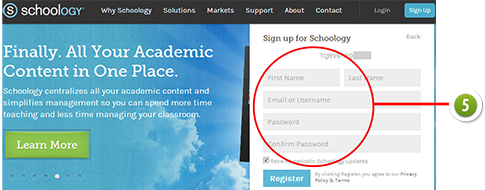 S schoology
Why Schoology Solutions Markets Support About Contact Login Sign Up
Finally. All Your Academic
Content in One Place.
Schoology centralizes all your academic content and
simplifies management so you can spend more time
teaching and less time managing your classroom.
Learn More
Sign up for Schoology Back
First Name Last Name
Email or Username
Password
Confirm Password
Receive periodic Schoology updates
Register By clicking Register, you agree to our Privacy
Policy & Terms.
5